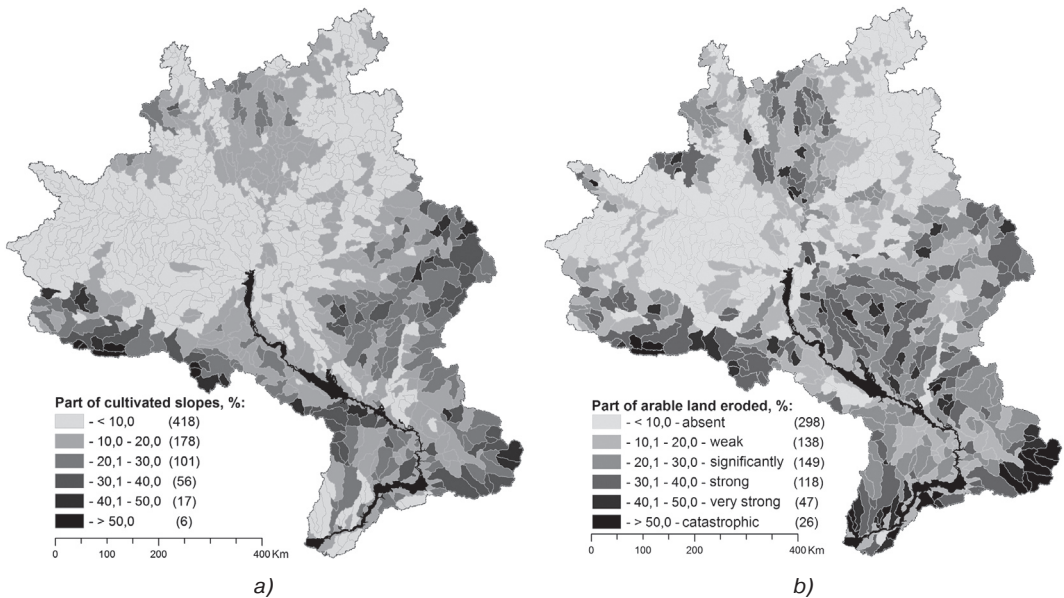 Part of cultivated slopes, %:
- < 10,0 (418)
- 10,0 - 20,0 (178)
- 20,1 - 30,0 (101)
- 30,1 - 40,0 (56)
- 40,1 - 50,0 (17)
- > 50,0 (6)
0 100 200 400 Km
a)
Part of arable land eroded, %:
- < 10,0 - absent (298)
- 10,1 - 20,0 - weak (138)
- 20,1 - 30,0 - significantly (149)
- 30,1 - 40,0 - strong (118)
- 40,1 - 50,0 - very strong (47)
- > 50,0 - catastrophic (26)
0 100 200 400 Km
b)